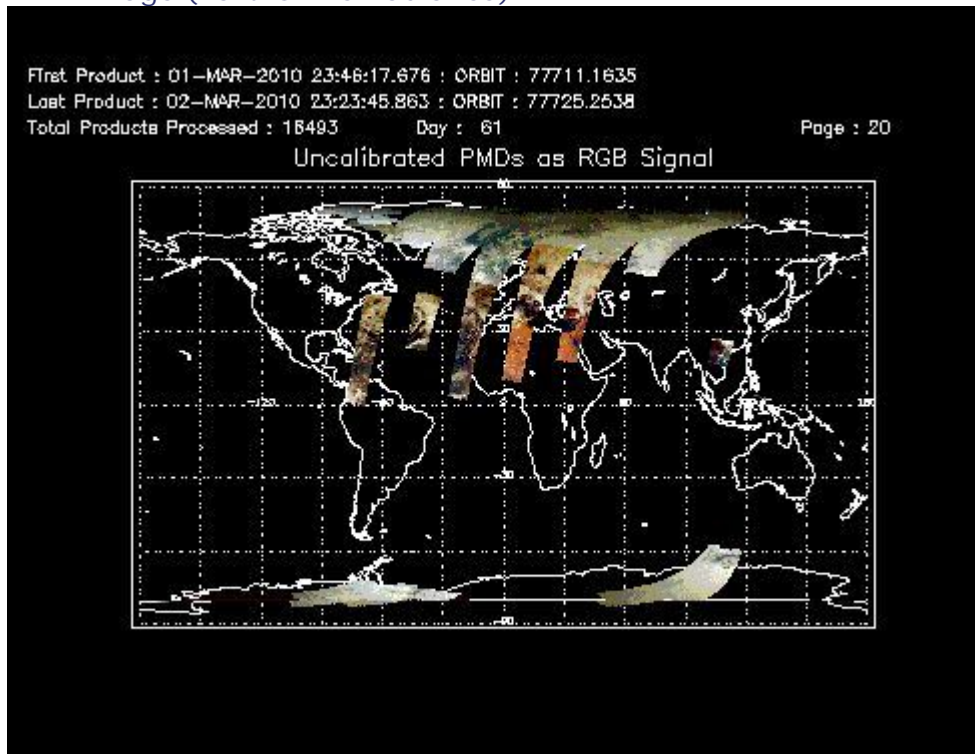 First Product : 01-MAR-2010 23:46:17.676 : ORBIT : 77711.1635
Last Product : 02-MAR-2010 23:23:45.863 : ORBIT : 77725.2538
Total Products Processed : 16493 Day : 61 Page : 20
Uncalibrated PMDs as RGB Signal
-120
0
60
180
-90